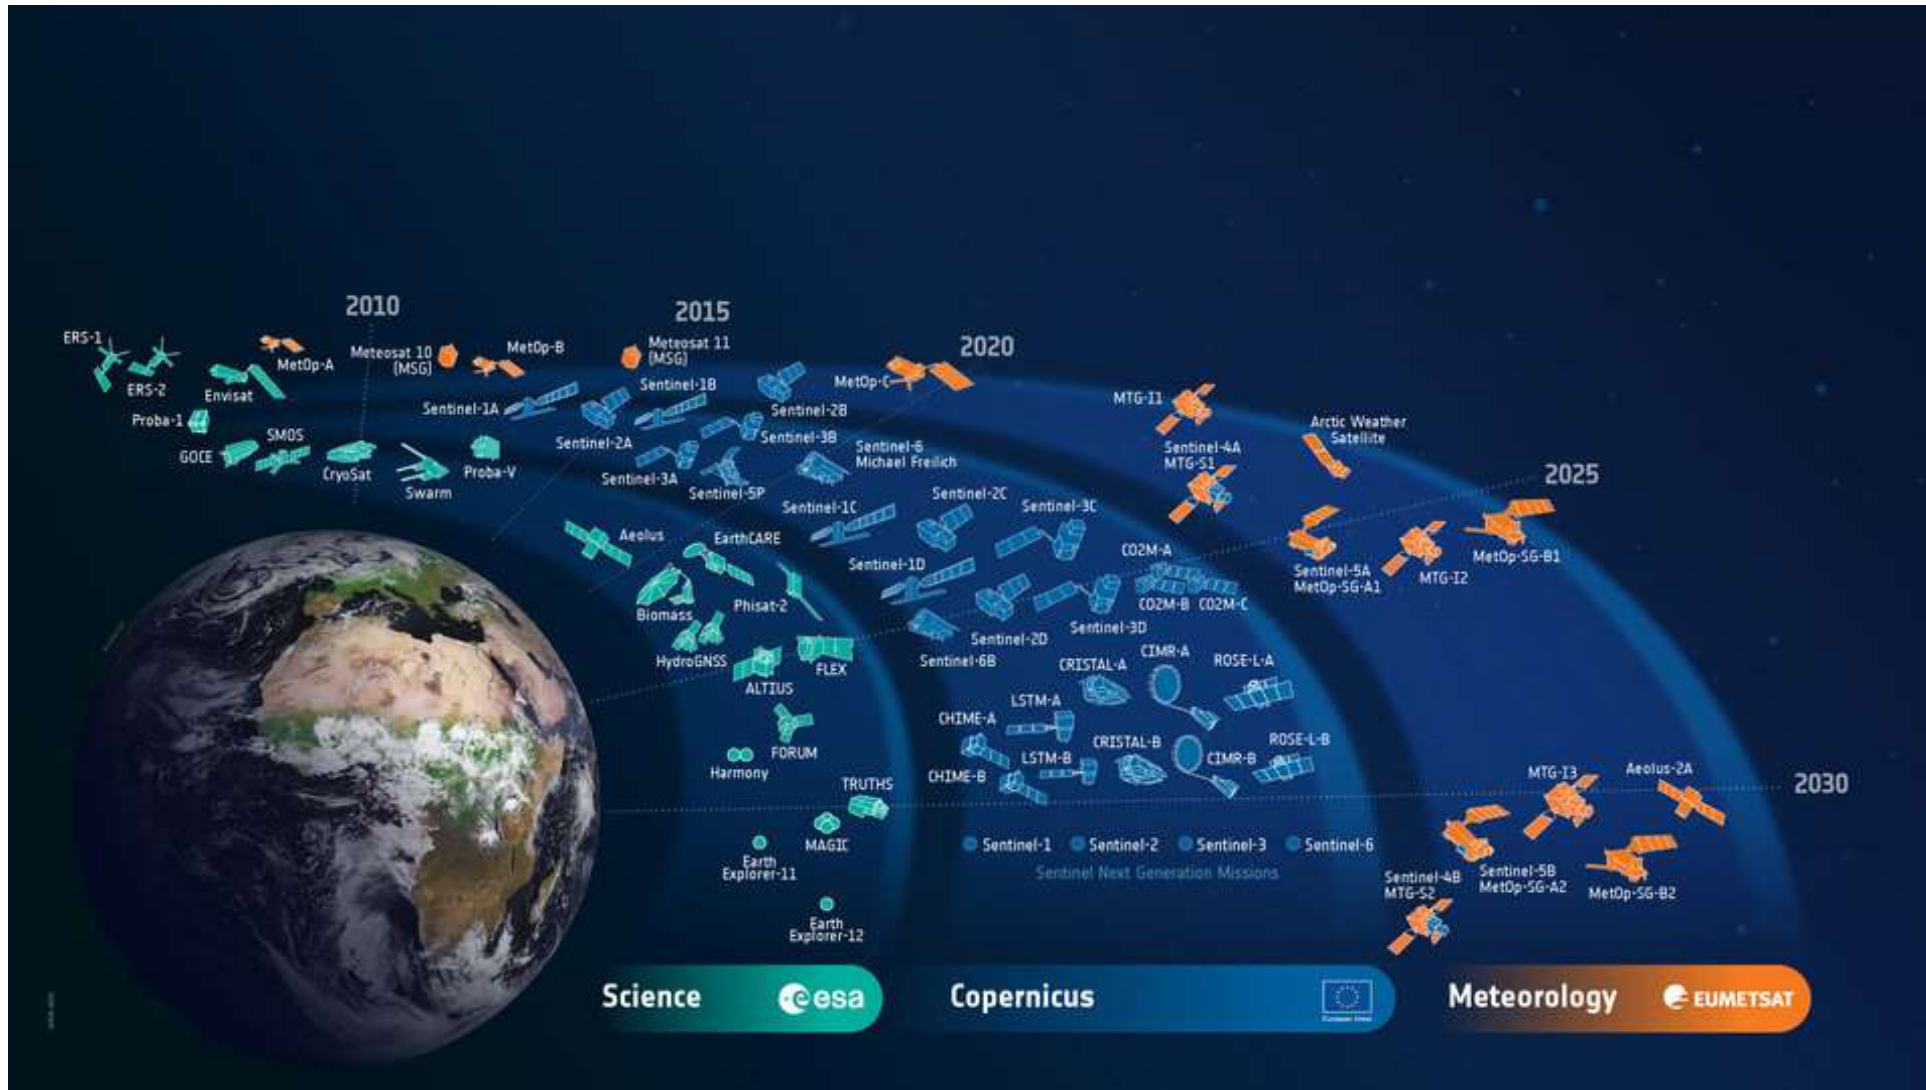 2010
2015
2020
2025
2030
ERS-1
ERS-2
MetOp-A
Envisat
Proba-1
GOCE
SMOS
CryoSat
Swarm
Proba-V
Meteosat 10
(MSG)
MetOp-B
Meteosat 11
(MSG)
MetOp-C
Sentinel-1A
Sentinel-2A
Sentinel-1B
Sentinel-2B
Sentinel-3B
Sentinel-3A
Sentinel-5P
Sentinel-6
Michael Freilich
MTG-I1
Sentinel-4A
MTG-S1
Arctic Weather
Satellite
Sentinel-1C
Sentinel-2C
Sentinel-3C
Aeolus
EarthCARE
Biomass
Phisat-2
HydroGNSS
ALTIUS
FLEX
Sentinel-1D
Sentinel-2D
Sentinel-3D
Sentinel-6B
CO2M-A
CO2M-B
CO2M-C
Sentinel-5A
MetOp-SG-A1
MTG-I2
MetOp-SG-B1
CRISTAL-A
CIMR-A
ROSE-L-A
LSTM-A
CHIME-A
FORUM
Harmony
TRUTHS
CHIME-B
LSTM-B
CRISTAL-B
CIMR-B
ROSE-L-B
MTG-I3
Aeolus-2A
MAGIC
Earth
Explorer-11
Earth
Explorer-12
Sentinel-1
Sentinel-2
Sentinel-3
Sentinel-6
Sentinel Next Generation Missions
Sentinel-4B
MTG-S2
Sentinel-5B
MetOp-SG-A2
MetOp-SG-B2
Science
esa
Copernicus
European Union
Meteorology
EUMETSAT